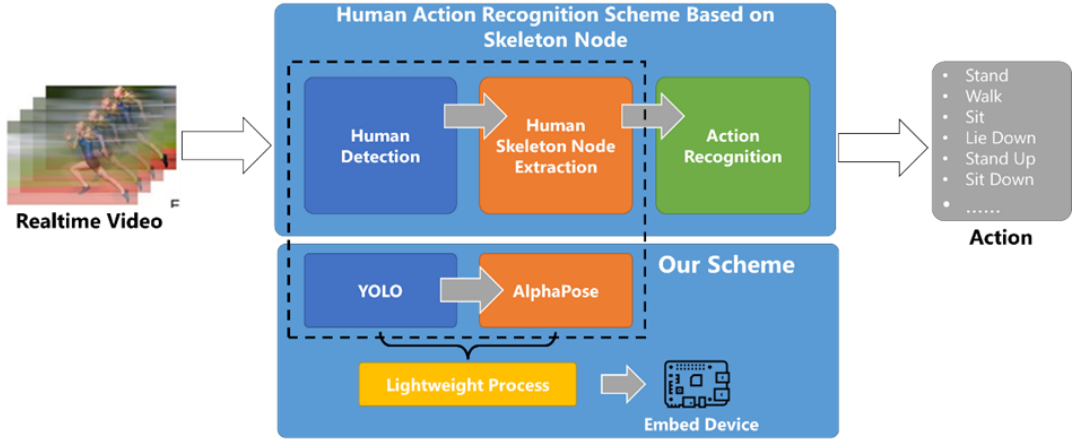 Human Action Recognition Scheme Based on
Skeleton Node
Human
Detection
Human
Skeleton Node
Extraction
Action
Recognition
Realtime Video
• Stand
• Walk
• Sit
• Lie Down
• Stand Up
• Sit Down
• ......
Action
Our Scheme
YOLO
AlphaPose
Lightweight Process
Embed Device